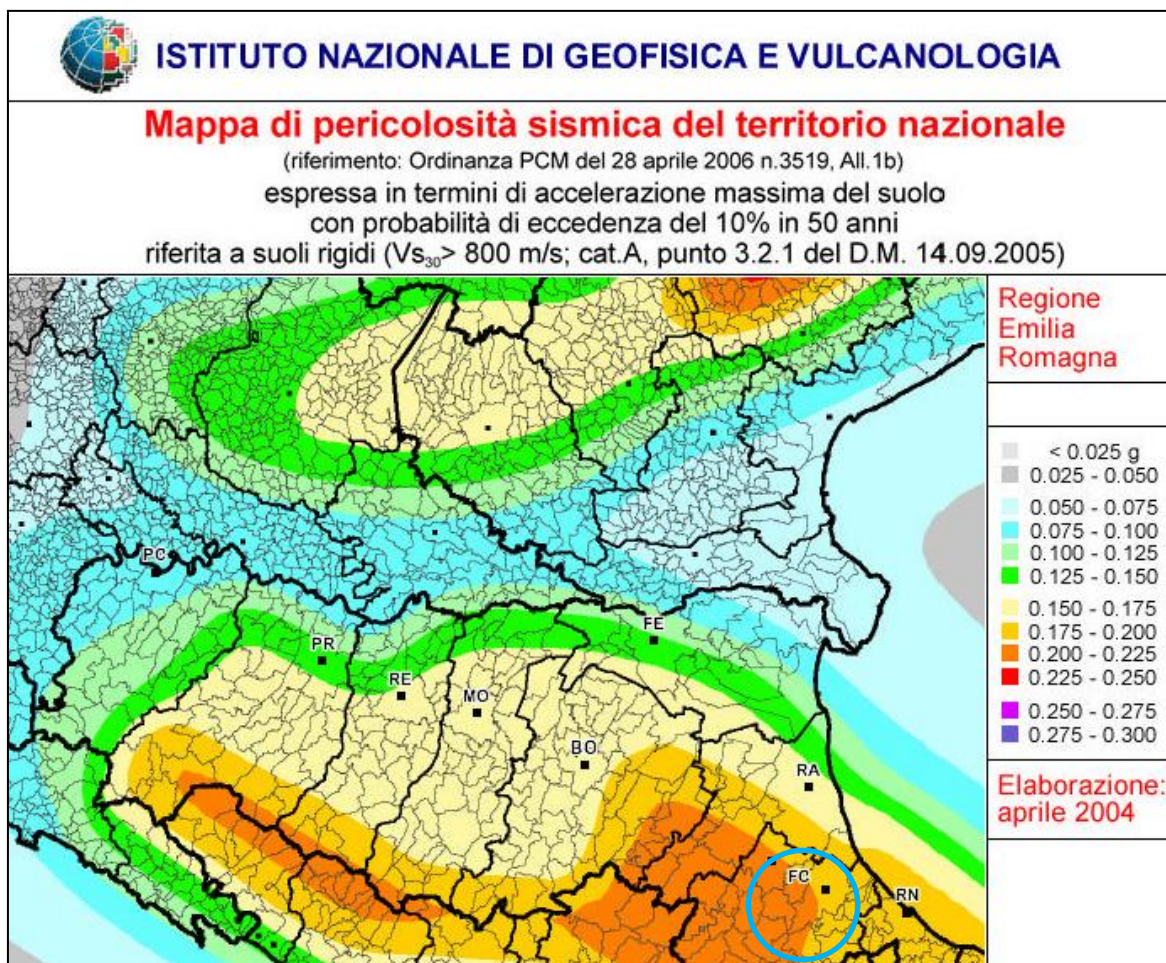 ISTITUTO NAZIONALE DI GEOFISICA E VULCANOLOGIA
Mappa di pericolosità sismica del territorio nazionale
(riferimento: Ordinanza PCM del 28 aprile 2006 n.3519, All.1b)
espressa in termini di accelerazione massima del suolo
con probabilità di eccedenza del 10% in 50 anni
riferita a suoli rigidi (Vs30> 800 m/s; cat.A, punto 3.2.1 del D.M. 14.09.2005)
Regione
Emilia
Romagna
< 0.025 g
0.025 - 0.050
0.050 - 0.075
0.075 - 0.100
0.100 - 0.125
0.125 - 0.150
0.150 - 0.175
0.175 - 0.200
0.200 - 0.225
0.225 - 0.250
0.250 - 0.275
0.275 - 0.300
Elaborazione:
aprile 2004
PC
PR
RE
MO
FE
BO
RA
FC
RN